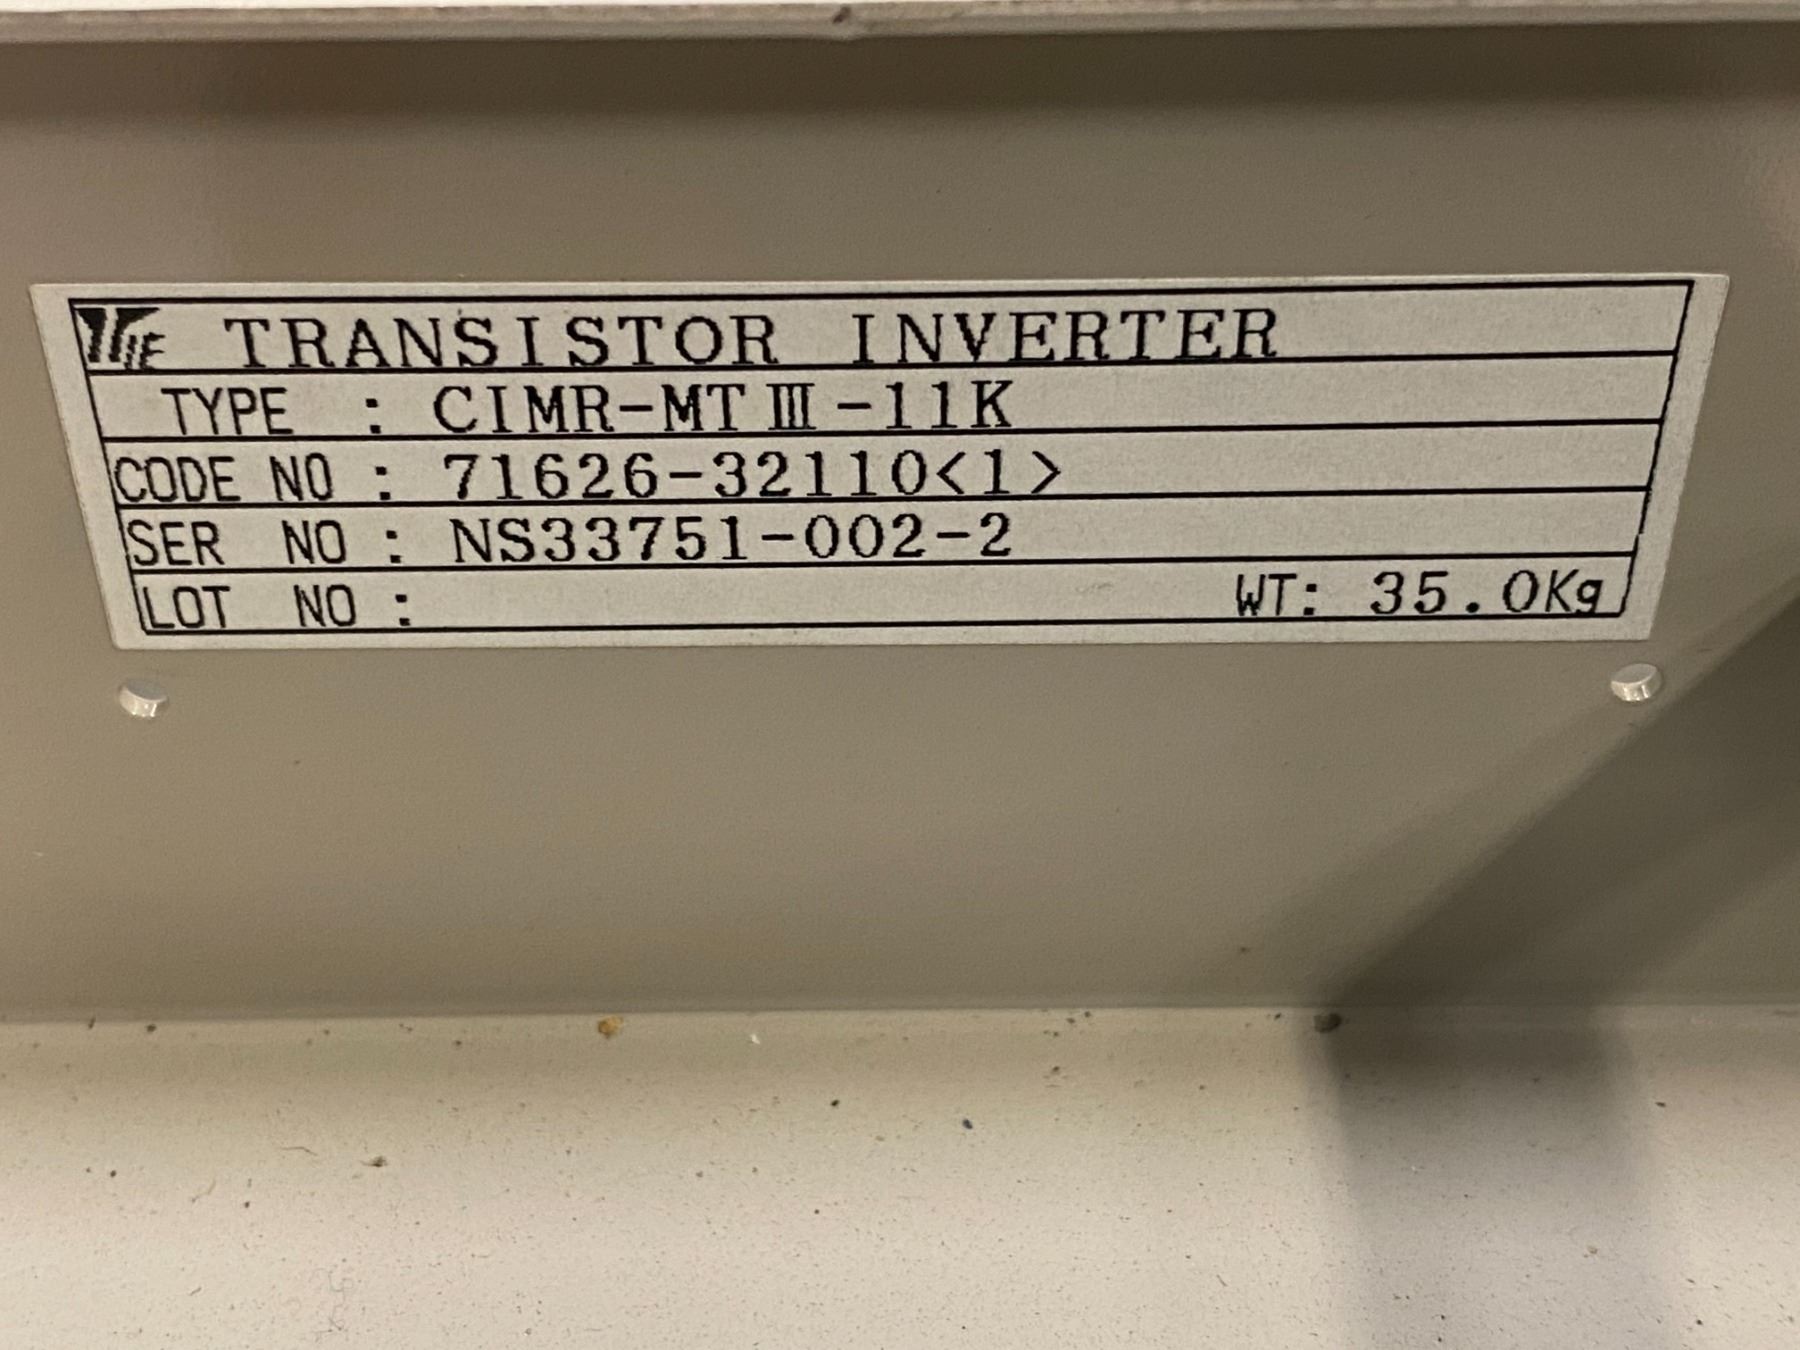 TRANSISTOR INVERTER
TYPE : CIMR-MTⅢ-11K
CODE NO : 71626-32110<1>
SER NO : NS33751-002-2
LOT NO : WT: 35.0Kg